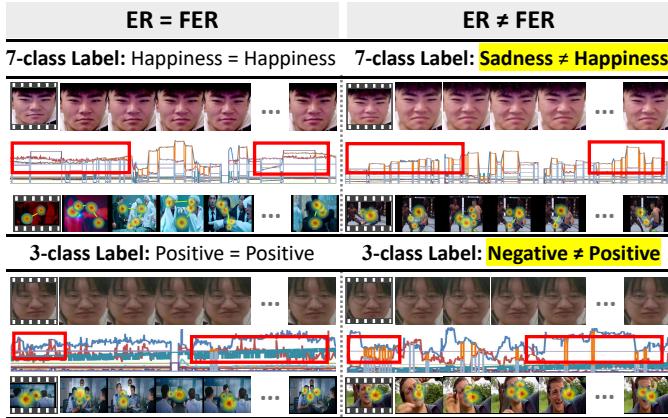 ER = FER
ER ≠ FER
7-class Label: Happiness = Happiness
7-class Label: Sadness ≠ Happiness
...
...
...
...
3-class Label: Positive = Positive
3-class Label: Negative ≠ Positive
...
...
...
...